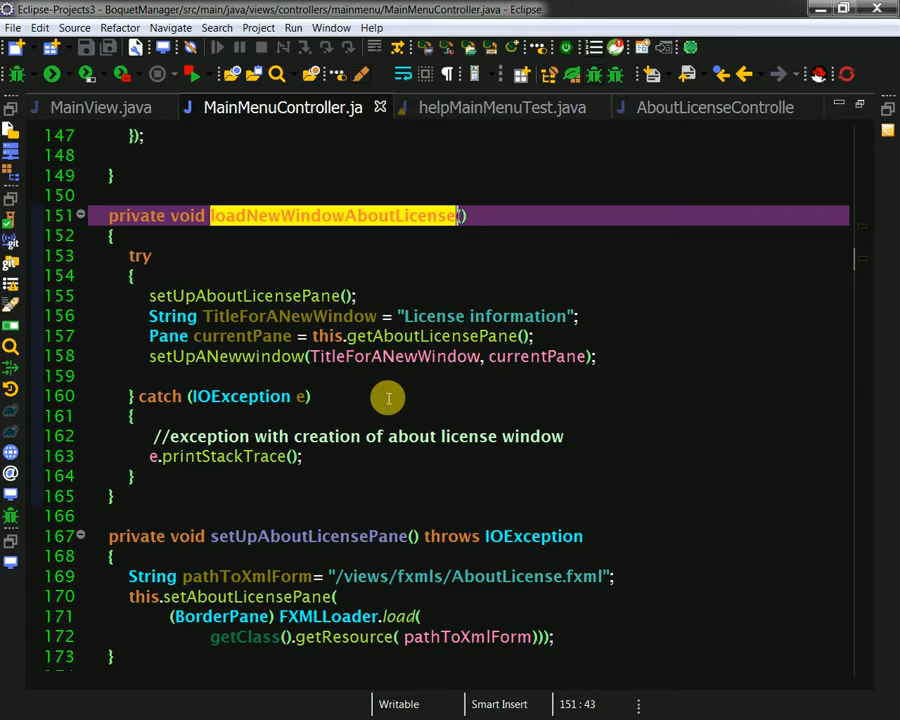 Eclipse-Projects3 - BoquetManager/src/main/java/views/controllers/mainmenu/MainMenuController.java - Eclipse
File Edit Source Refactor Navigate Search Project Run Window Help
MainView.java MainMenuController.ja helpMainMenuTest.java AboutLicenseControlle
147 });
148
149 }
150
151 private void loadNewWindowAboutLicense()
152 {
153 try
154 {
155 setUpAboutLicensePane();
156 String TitleForANewWindow = "License information";
157 Pane currentPane = this.getAboutLicensePane();
158 setUpANewwindow(TitleForANewWindow, currentPane);
159
160 } catch (IOException e)
161 {
162 //exception with creation of about license window
163 e.printStackTrace();
164 }
165 }
166
167 private void setUpAboutLicensePane() throws IOException
168 {
169 String pathToXmlForm= "/views/fxmls/AboutLicense.fxml";
170 this.setAboutLicensePane(
171 (BorderPane) FXMLLoader.load(
172 getClass().getResource( pathToXmlForm)));
173 }
Writable Smart Insert 151 : 43